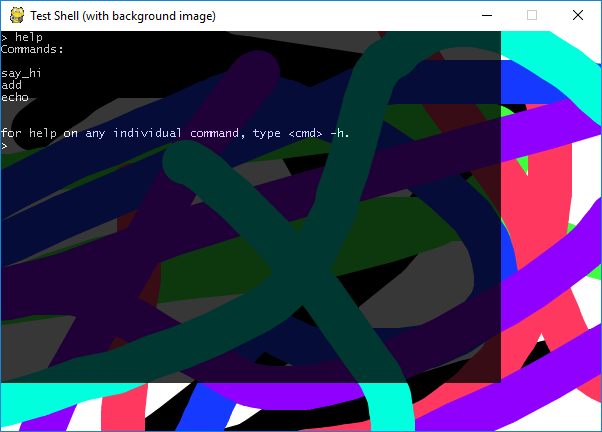 Test Shell (with background image)
> help
Commands:
say_hi
add
echo
for help on any individual command, type <cmd> -h.
>